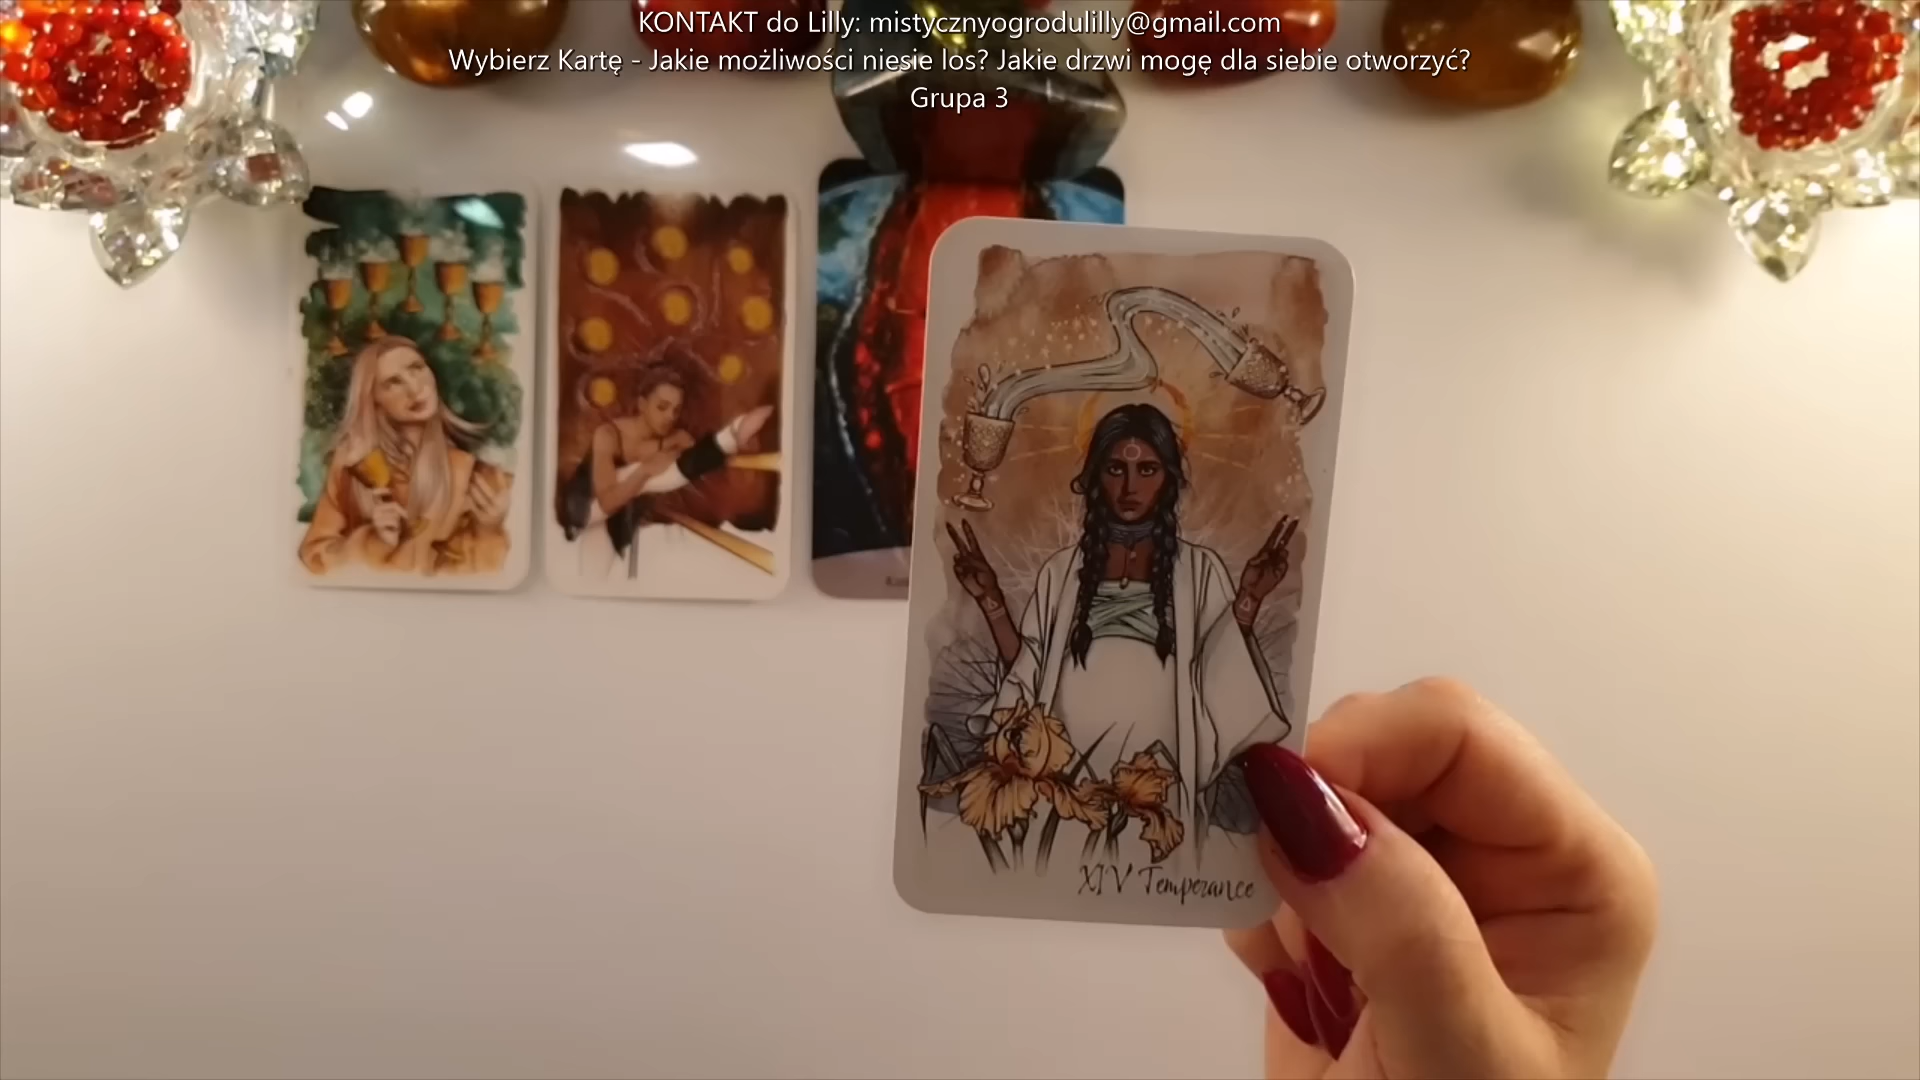 KONTAKT do Lilly: mistycznyogrodulilly@gmail.com
Wybierz Kartę - Jakie możliwości niesie los? Jakie drzwi mogę dla siebie otworzyć?
Grupa 3
XIV Temperance